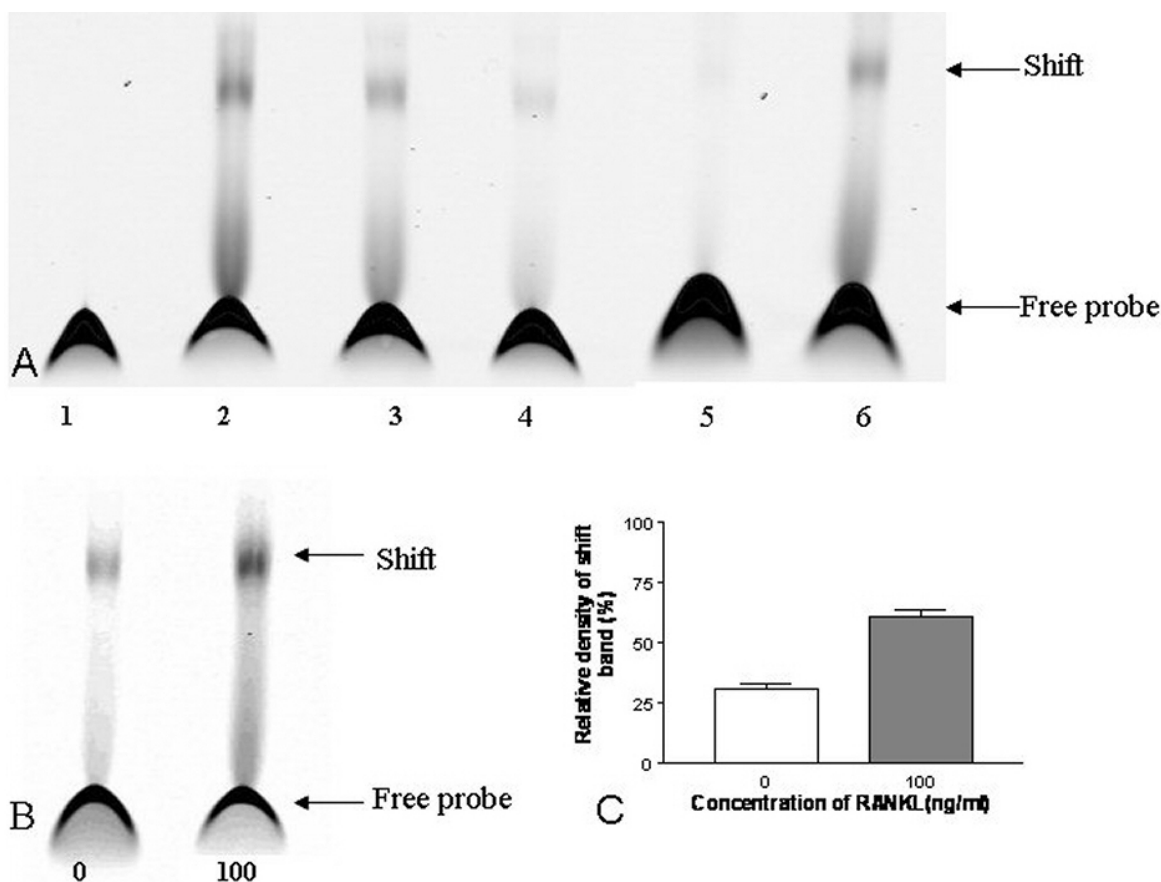 Shift
Free probe
A
1 2 3 4 5 6
Shift
Free probe
B
0 100
Relative density of shift
band (%)
100
75
50
25
0
0 100
Concentration of RANKL(ng/ml)
C